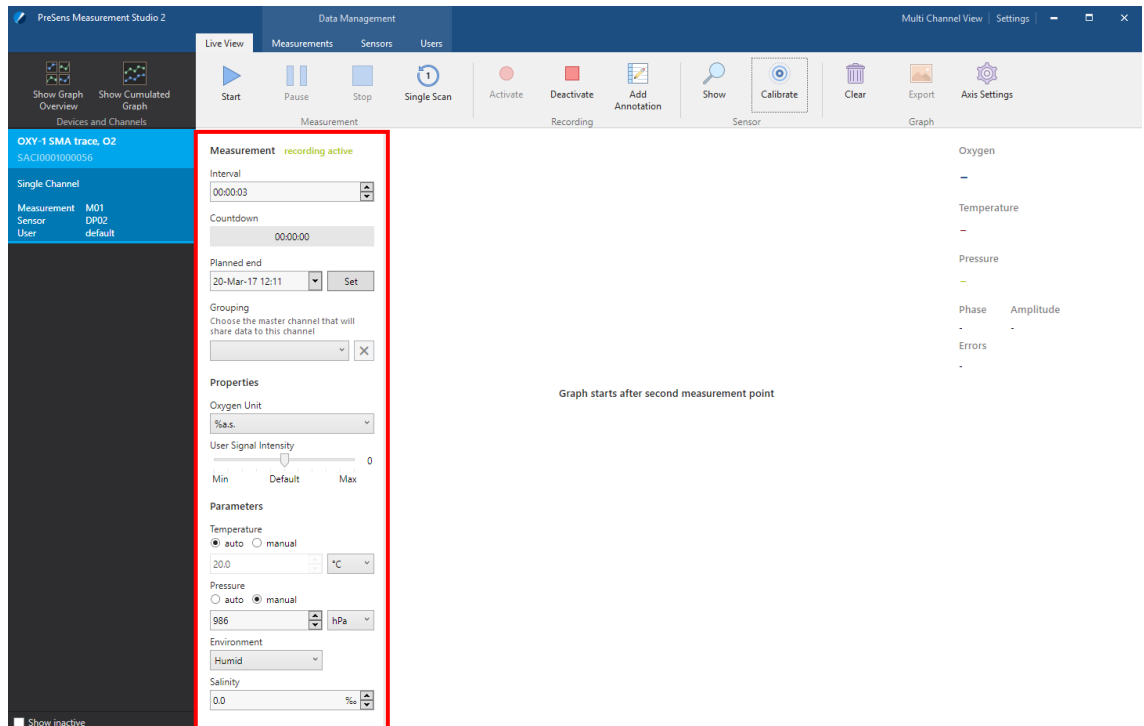 PreSens Measurement Studio 2
Data Management
Multi Channel View Settings
Live View Measurements Sensors Users
Show Graph Overview
Show Cumulated Graph
Devices and Channels
Start Pause Stop Single Scan
1
Measurement
Activate Deactivate Add Annotation
Recording
Show Calibrate
Sensor
Clear Export Axis Settings
Graph
OXY-1 SMA trace, O2
SACI0001000056
Single Channel
Measurement M01
Sensor DP02
User default
Show inactive
Measurement recording active
Interval
00:00:03
Countdown
00:00:00
Planned end
20-Mar-17 12:11 Set
Grouping
Choose the master channel that will
share data to this channel
Properties
Oxygen Unit
%a.s.
User Signal Intensity
0
Min Default Max
Parameters
Temperature
auto manual
20.0 °C
Pressure
auto manual
986 hPa
Environment
Humid
Salinity
0.0 ‰
Graph starts after second measurement point
Oxygen
–
Temperature
–
Pressure
–
Phase Amplitude
- -
Errors
-